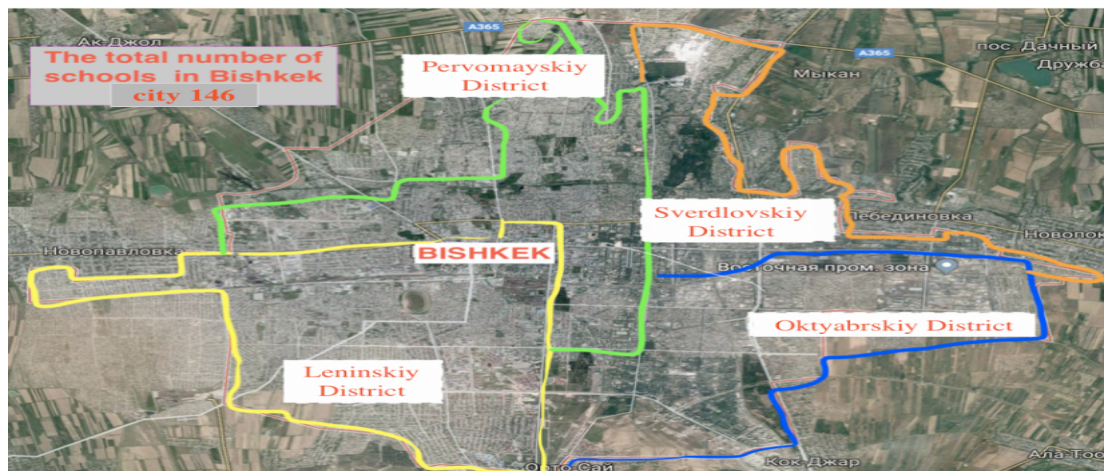 A365
Ак-Джол
The total number of
schools in Bishkek
city 146
Pervomayskiy
District
A365
пос. Дачный
Дружба
Мыкан
Sverdlovskiy
District
Лебединовка
Новопок
Новопавловка
BISHKEK
Восточная пром. зона
Oktyabrskiy District
Leninskiy
District
Орто-Сай
Кок-Джар
Ала-Тоо